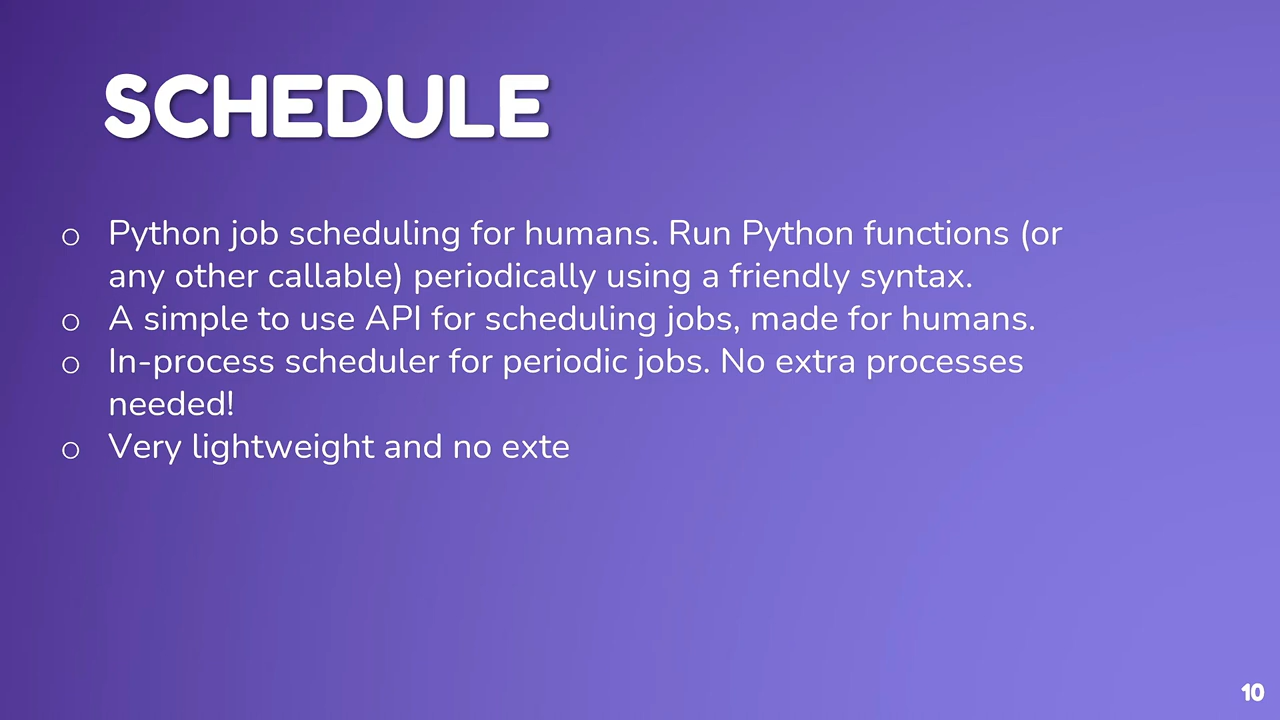 SCHEDULE
o Python job scheduling for humans. Run Python functions (or
any other callable) periodically using a friendly syntax.
o A simple to use API for scheduling jobs, made for humans.
o In-process scheduler for periodic jobs. No extra processes
needed!
o Very lightweight and no exte
10